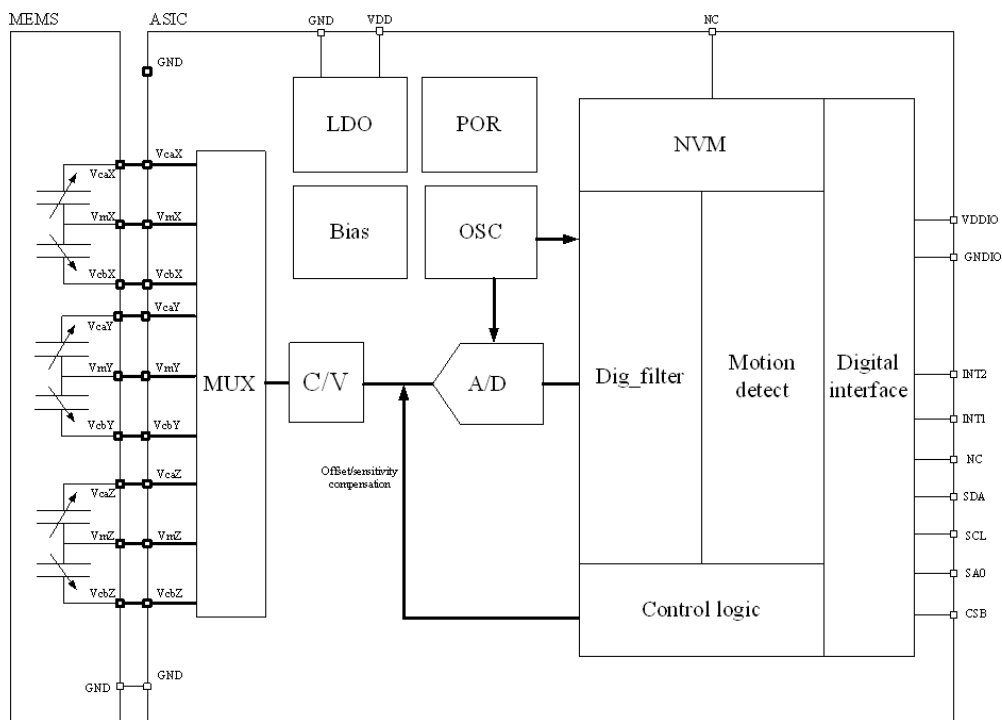 MEMS
ASIC
GND
VDD
NC
GND
LDO
POR
NVM
VcaX
VcaX
VmX
VmX
VcbX
VcbX
Bias
OSC
VDDIO
GNDIO
VcaY
VcaY
VmY
VmY
VcbY
VcbY
MUX
C/V
A/D
Dig_filter
Motion
detect
Digital
interface
INT2
INT1
NC
SDA
SCL
SA0
CSB
Offset/sensitivity
compensation
VcaZ
VcaZ
VmZ
VmZ
VcbZ
VcbZ
Control logic
GND
GND